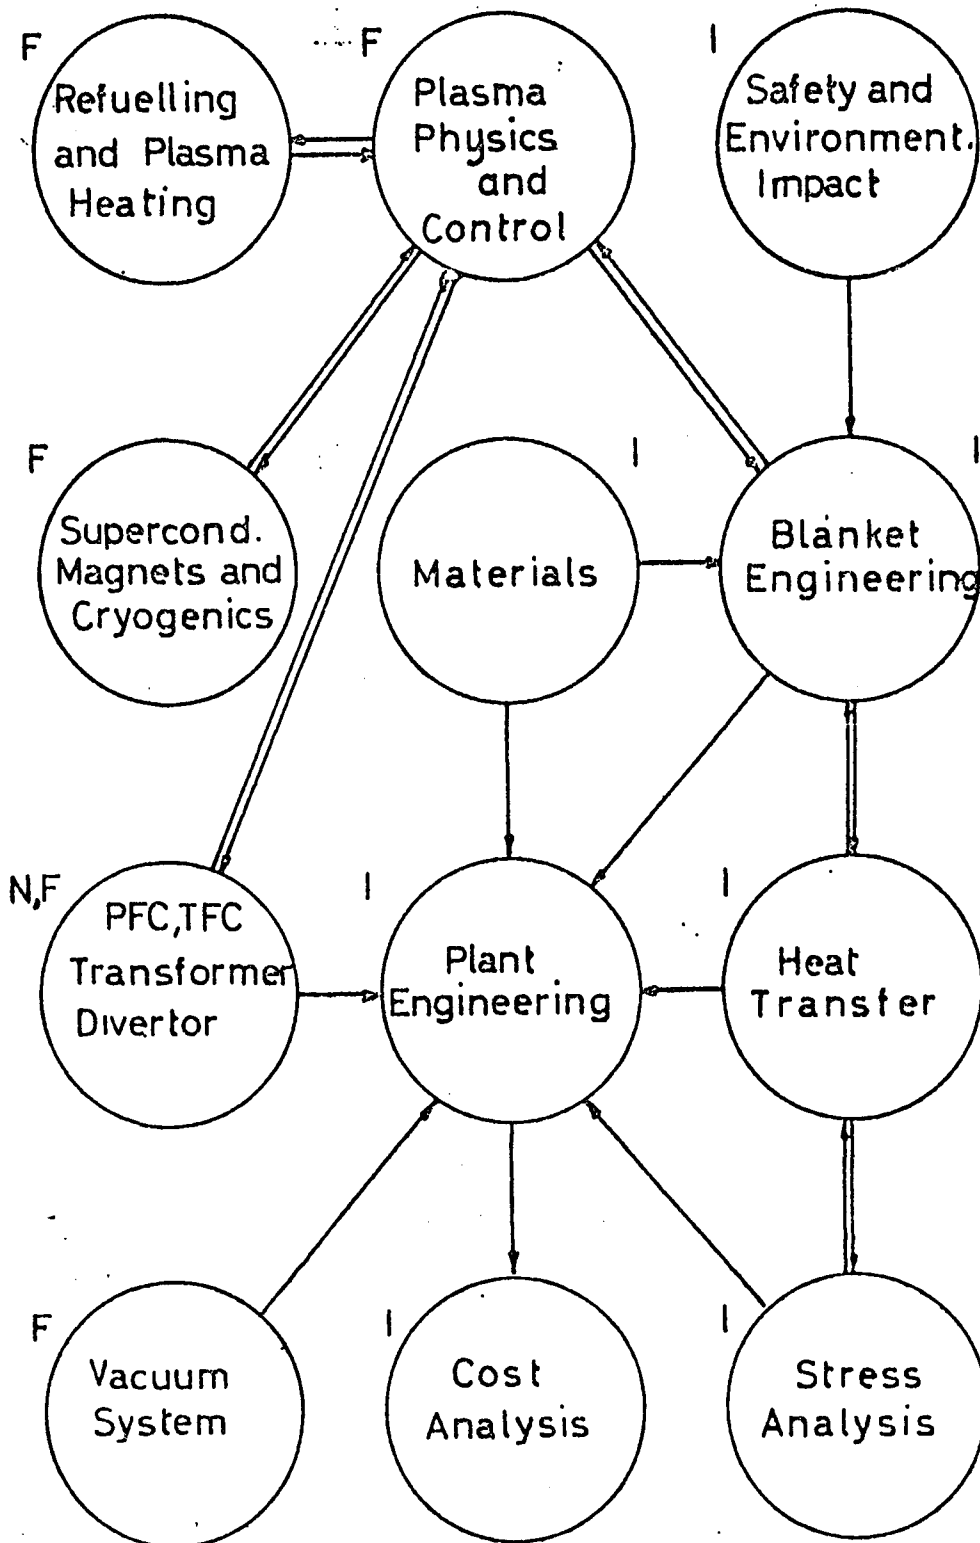 F
Refuelling
and Plasma
Heating
F
Plasma
Physics
and
Control
I
Safety and
Environment.
Impact
F
Supercond.
Magnets and
Cryogenics
I
Materials
I
Blanket
Engineering
N,F
PFC,TFC
Transformer
Divertor
I
Plant
Engineering
I
Heat
Transfer
F
Vacuum
System
I
Cost
Analysis
I
Stress
Analysis